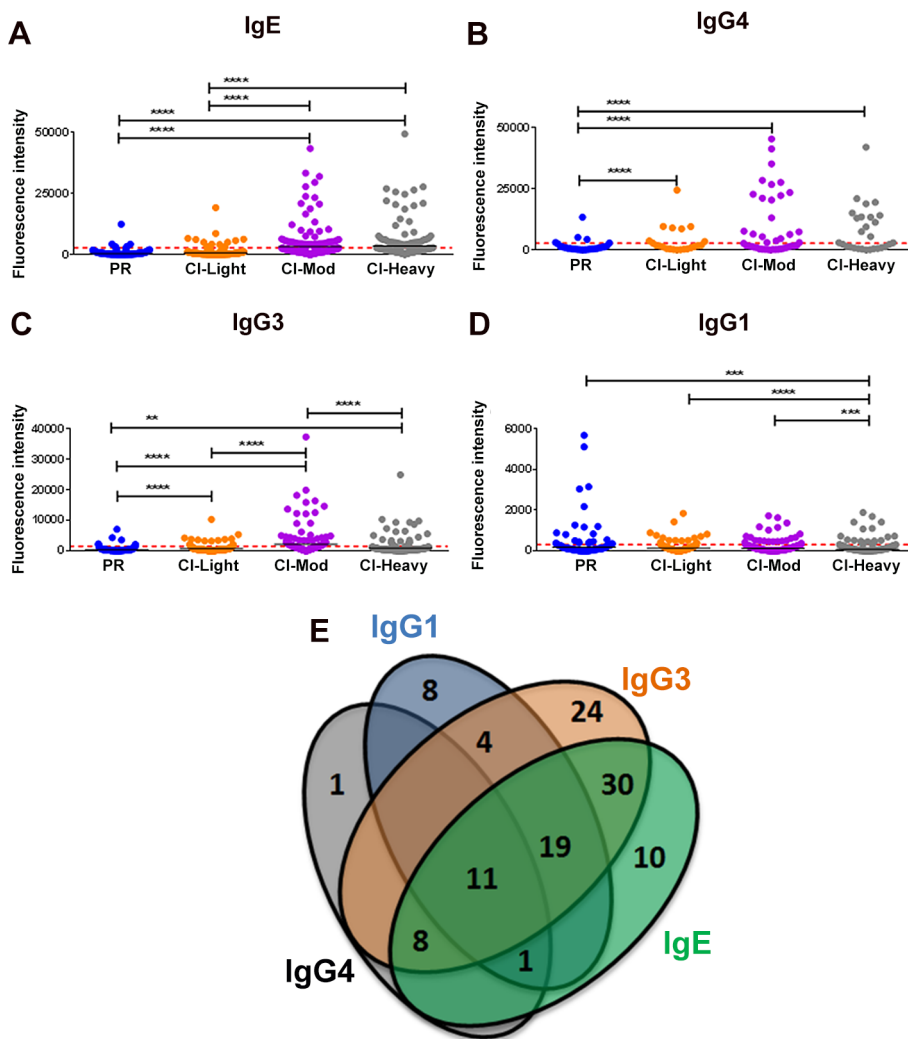 A
IgE
Fluorescence intensity
****
****
****
****
50000
25000
0
PR
CI-Light
CI-Mod
CI-Heavy
B
IgG4
Fluorescence intensity
****
****
****
50000
25000
0
PR
CI-Light
CI-Mod
CI-Heavy
C
IgG3
Fluorescence intensity
****
**
****
****
****
40000
30000
20000
10000
0
PR
CI-Light
CI-Mod
CI-Heavy
D
IgG1
Fluorescence intensity
***
****
***
6000
4000
2000
0
PR
CI-Light
CI-Mod
CI-Heavy
E
IgG1
IgG3
8
24
4
1
30
19
10
11
8
1
IgG4
IgE